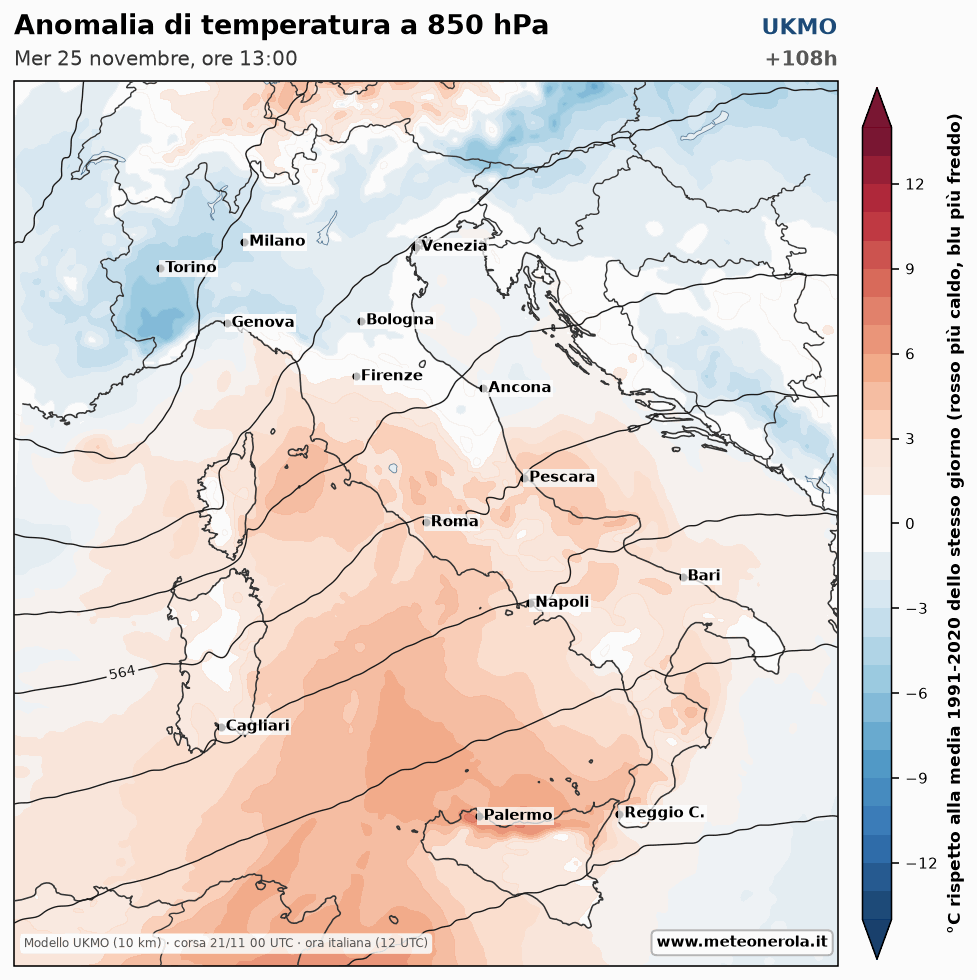 Anomalia di temperatura a 850 hPa
UKMO
Mer 25 novembre, ore 13:00
+108h
Milano
Venezia
Torino
Genova
Bologna
Firenze
Ancona
Pescara
Roma
Bari
Napoli
564
Cagliari
Palermo
Reggio C.
12
9
6
3
0
−3
−6
−9
−12
°C rispetto alla media 1991-2020 dello stesso giorno (rosso più caldo, blu più freddo)
Modello UKMO (10 km) · corsa 21/11 00 UTC · ora italiana (12 UTC)
www.meteonerola.it